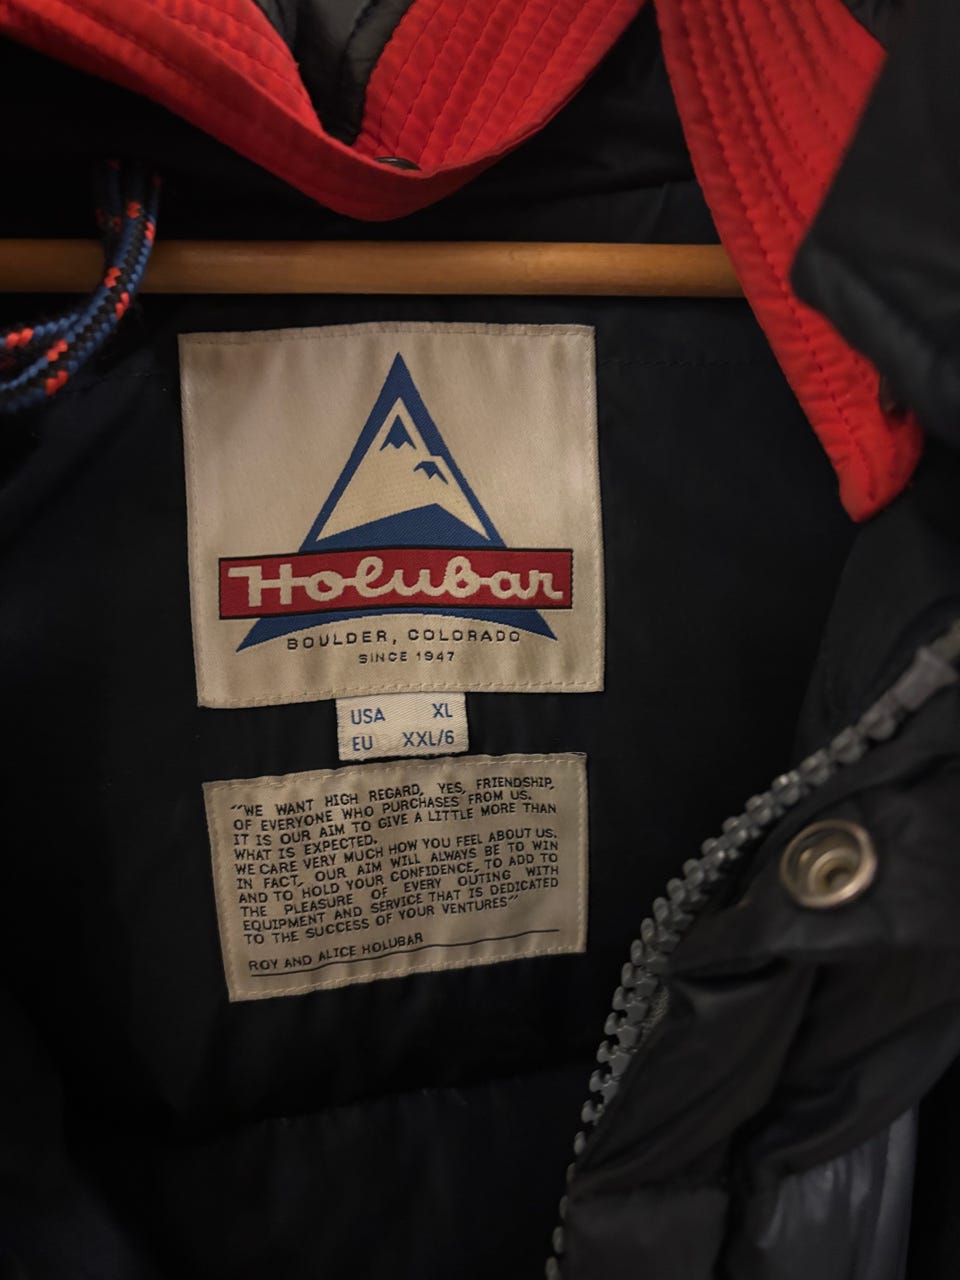 Holubar
BOULDER, COLORADO
SINCE 1947
USA XL
EU XXL/6
"WE WANT HIGH REGARD, YES, FRIENDSHIP,
OF EVERYONE WHO PURCHASES FROM US.
IT IS OUR AIM TO GIVE A LITTLE MORE THAN
WHAT IS EXPECTED.
WE CARE VERY MUCH HOW YOU FEEL ABOUT US.
IN FACT, OUR AIM WILL ALWAYS BE TO WIN
AND TO HOLD YOUR CONFIDENCE, TO ADD TO
THE PLEASURE OF EVERY OUTING WITH
EQUIPMENT AND SERVICE THAT IS DEDICATED
TO THE SUCCESS OF YOUR VENTURES"
ROY AND ALICE HOLUBAR